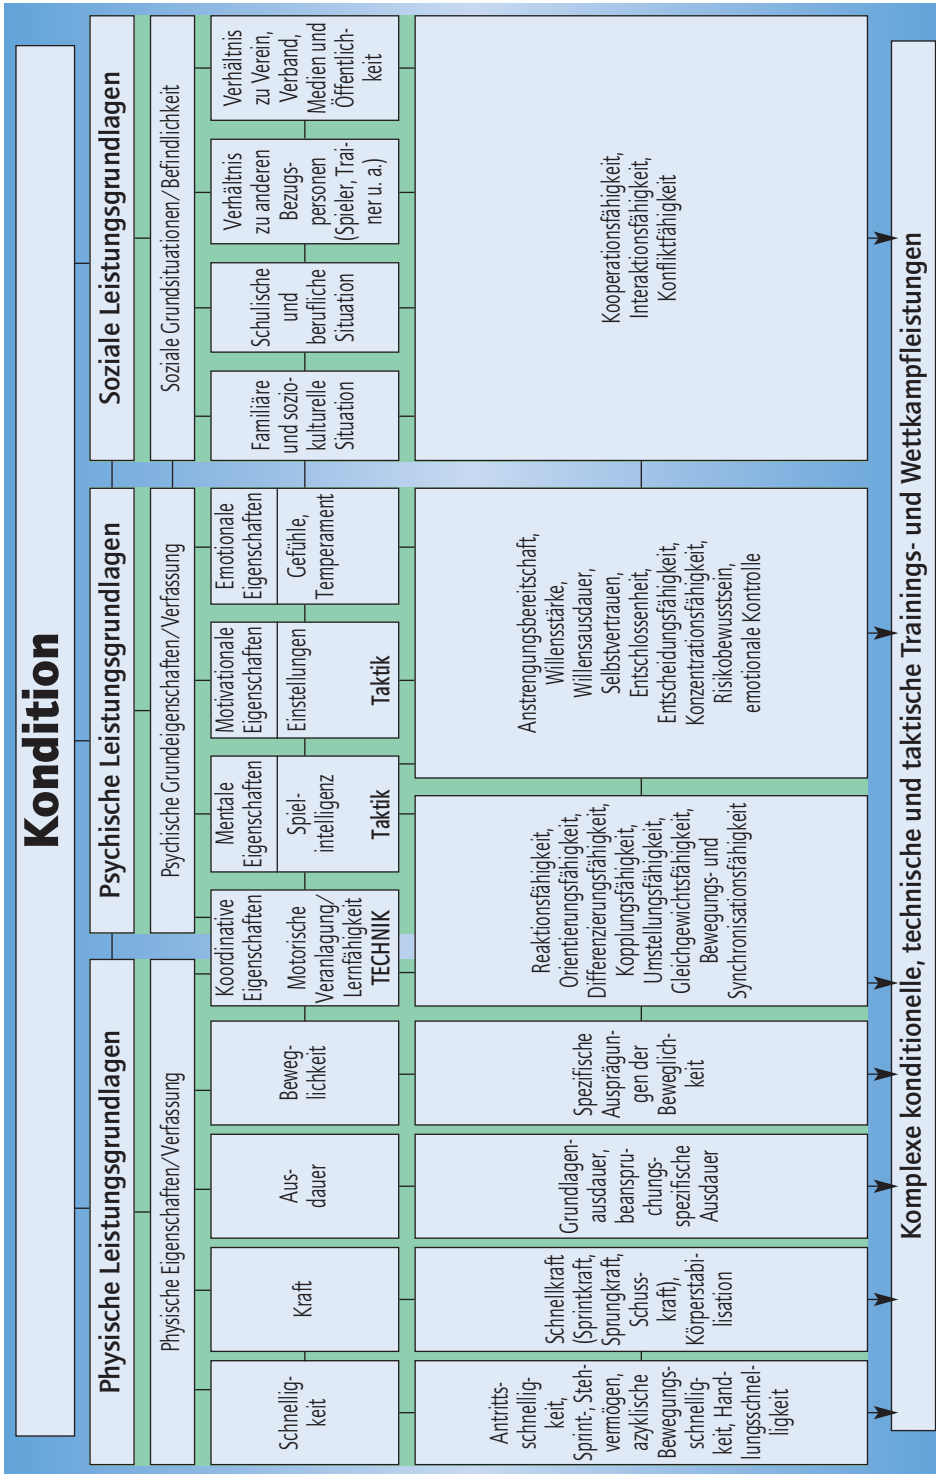 Kondition
Physische Leistungsgrundlagen
Psychische Leistungsgrundlagen
Soziale Leistungsgrundlagen
Physische Eigenschaften/Verfassung
Psychische Grundeigenschaften/Verfassung
Soziale Grundsituationen/Befindlichkeit
Schnellig-
keit
Kraft
Aus-
dauer
Beweg-
lichkeit
Koordinative
Eigenschaften
Motorische
Veranlagung/
Lernfähigkeit
TECHNIK
Mentale
Eigenschaften
Spiel-
intelligenz
Taktik
Motivationale
Eigenschaften
Einstellungen
Taktik
Emotionale
Eigenschaften
Gefühle,
Temperament
Familiäre
und sozio-
kulturelle
Situation
Schulische
und
berufliche
Situation
Verhältnis
zu anderen
Bezugs-
personen
(Spieler, Trai-
ner u. a.)
Verhältnis
zu Verein,
Verband,
Medien und
Öffentlich-
keit
Antritts-
schnellig-
keit,
Sprint-, Steh-
vermögen,
azyklische
Bewegungs-
schnellig-
keit, Hand-
lungsschnel-
ligkeit
Schnellkraft
(Sprintkraft,
Sprungkraft,
Schuss-
kraft),
Körperstabi-
lisation
Grundlagen-
ausdauer,
beanspru-
chungs-
spezifische
Ausdauer
Spezifische
Ausprägun-
gen der
Beweglich-
keit
Reaktionsfähigkeit,
Orientierungsfähigkeit,
Differenzierungsfähigkeit,
Kopplungsfähigkeit,
Umstellungsfähigkeit,
Gleichgewichtsfähigkeit,
Bewegungs- und
Synchronisationsfähigkeit
Anstrengungsbereitschaft,
Willensstärke,
Willensausdauer,
Selbstvertrauen,
Entschlossenheit,
Entscheidungsfähigkeit,
Konzentrationsfähigkeit,
Risikobewusstsein,
emotionale Kontrolle
Kooperationsfähigkeit,
Interaktionsfähigkeit,
Konfliktfähigkeit
Komplexe konditionelle, technische und taktische Trainings- und Wettkampfleistungen